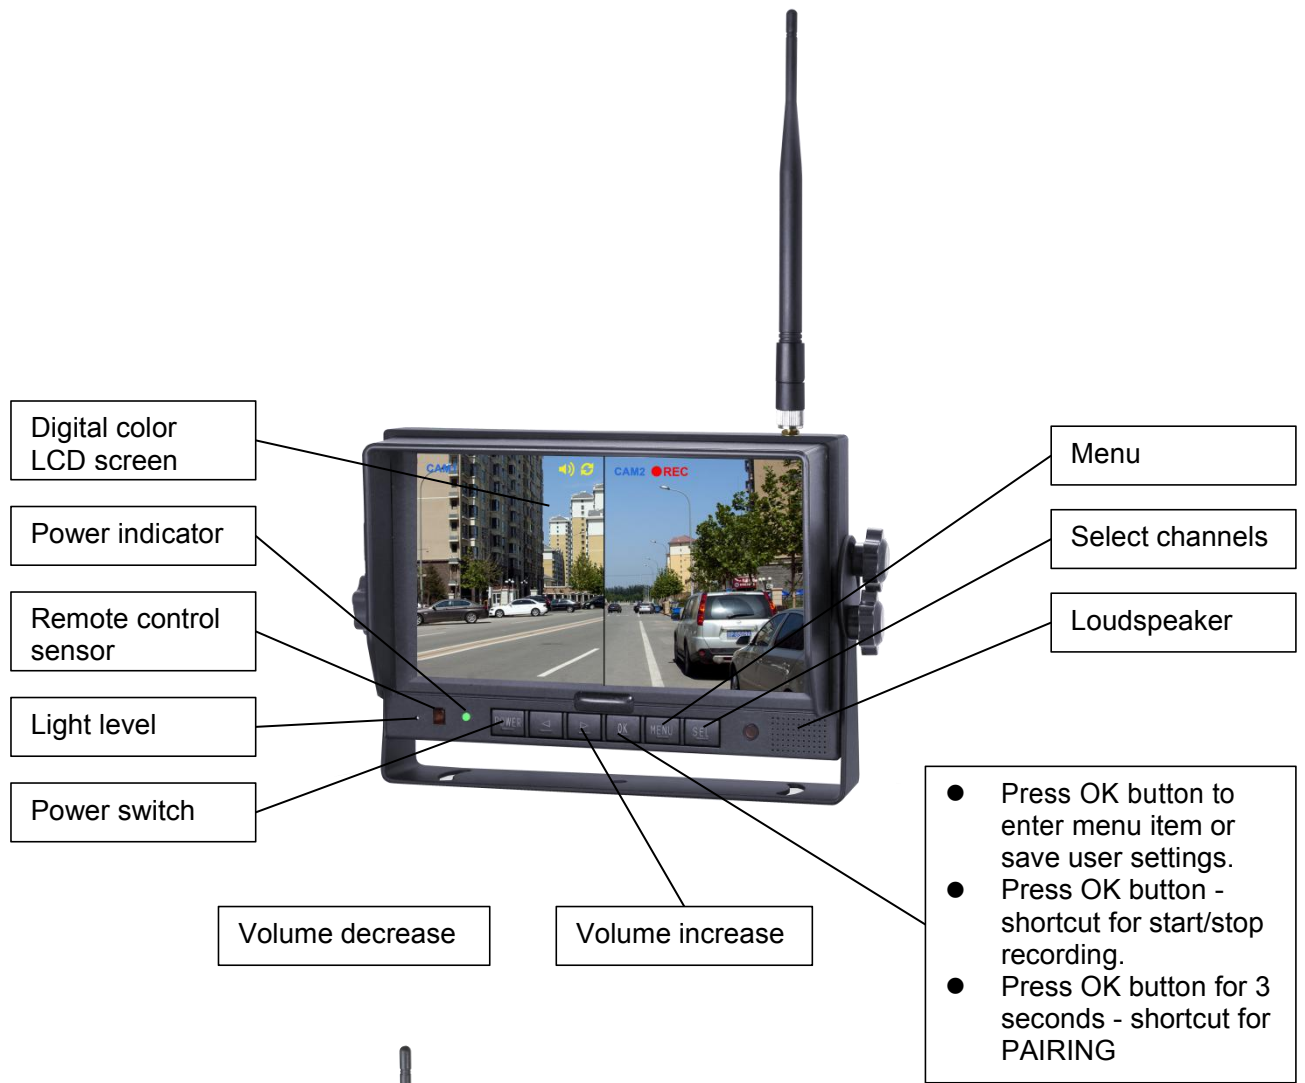 Digital color
LCD screen
Power indicator
Remote control
sensor
Light level
Power switch
CAM1
CAM2 REC
POWER
OK
MENU
SEL
Menu
Select channels
Loudspeaker
Volume decrease
Volume increase
● Press OK button to
enter menu item or
save user settings.
● Press OK button -
shortcut for start/stop
recording.
● Press OK button for 3
seconds - shortcut for
PAIRING